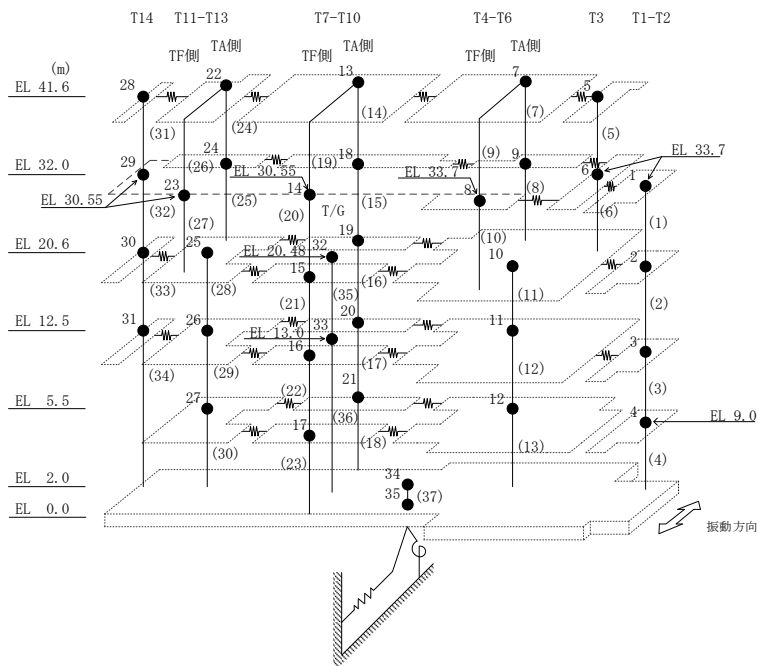 T14 T11-T13 T7-T10 T4-T6 T3 T1-T2
TF側 TA側 TF側 TA側 TF側 TA側
(m)
EL 41.6 28 22 13 7 5
(31) (24) (14) (7) (5)
EL 32.0 29 24 18 9 6 1 EL 33.7
(26) (19) (9)
EL 30.55 EL 33.7
EL 30.55 23 14 8
(32) (25) (20) (15) (8) (6) (1)
(27) T/G (10)
EL 20.6 30 25 32 19 10 2
EL 20.48
15
(33) (28) (21) (35) (16) (11) (2)
EL 12.5 31 26 33 20 11 3
EL 13.0
16
(34) (29) (17) (12) (3)
EL 5.5 27 (22) 21 12 4 EL 9.0
(36)
17
(30) (23) (18) (13) (4)
EL 2.0 34
35 (37)
EL 0.0
振動方向